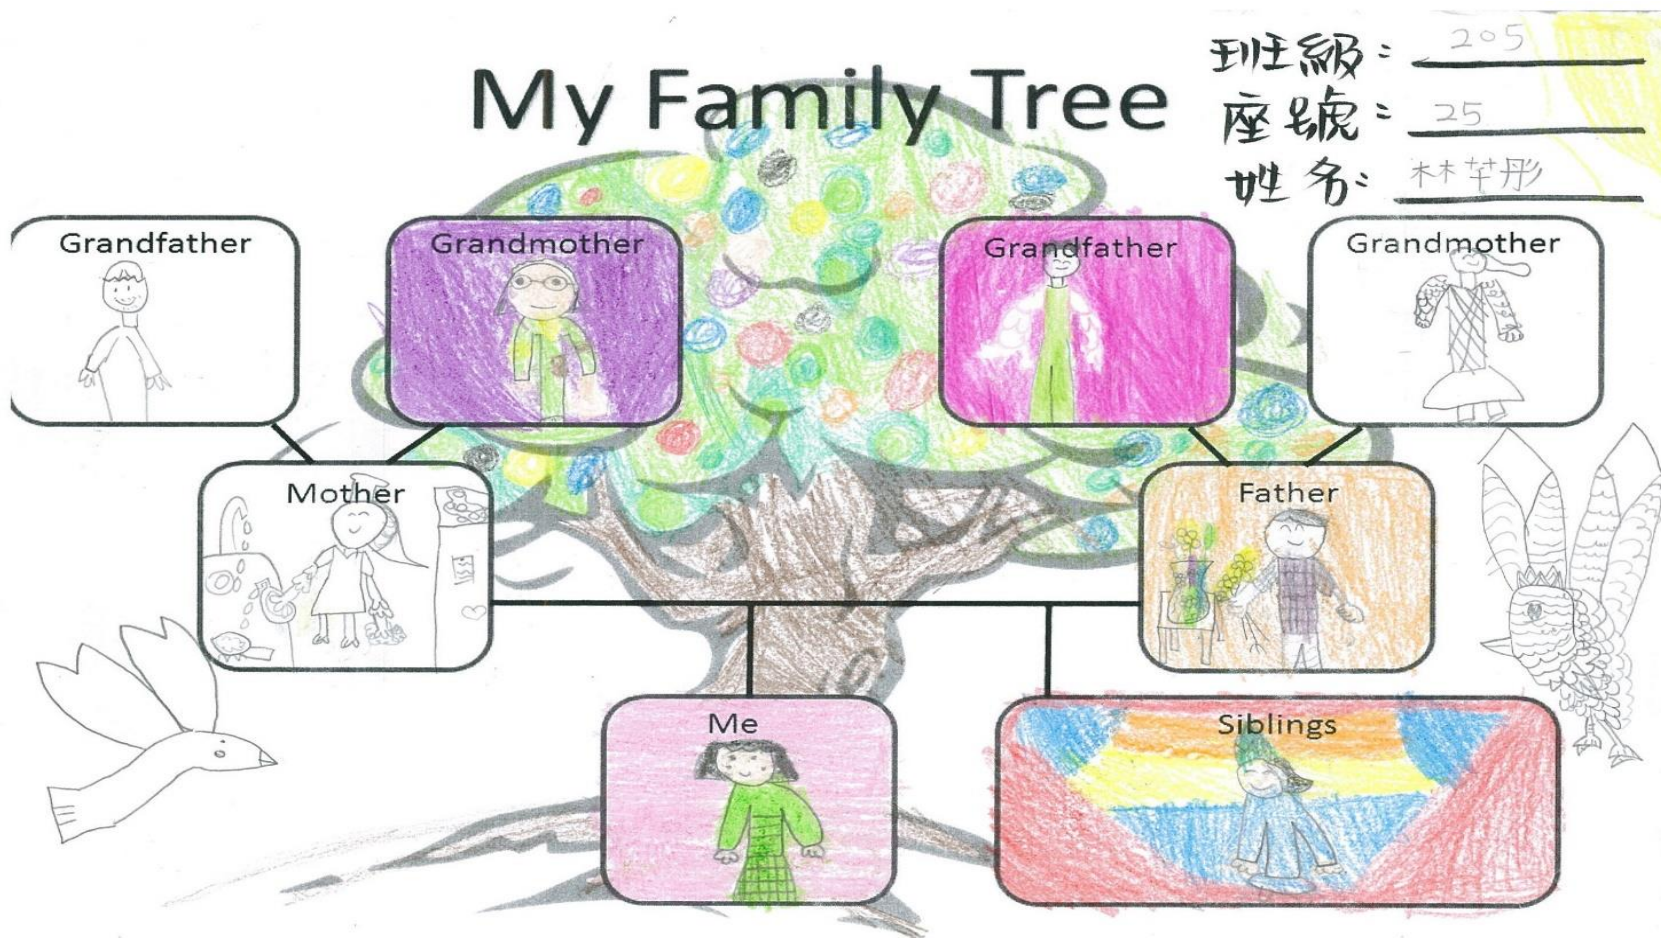 My Family Tree
班級: 205
座號: 25
姓名: 林芊彤
Grandfather
Grandmother
Grandfather
Grandmother
Mother
Father
Me
Siblings